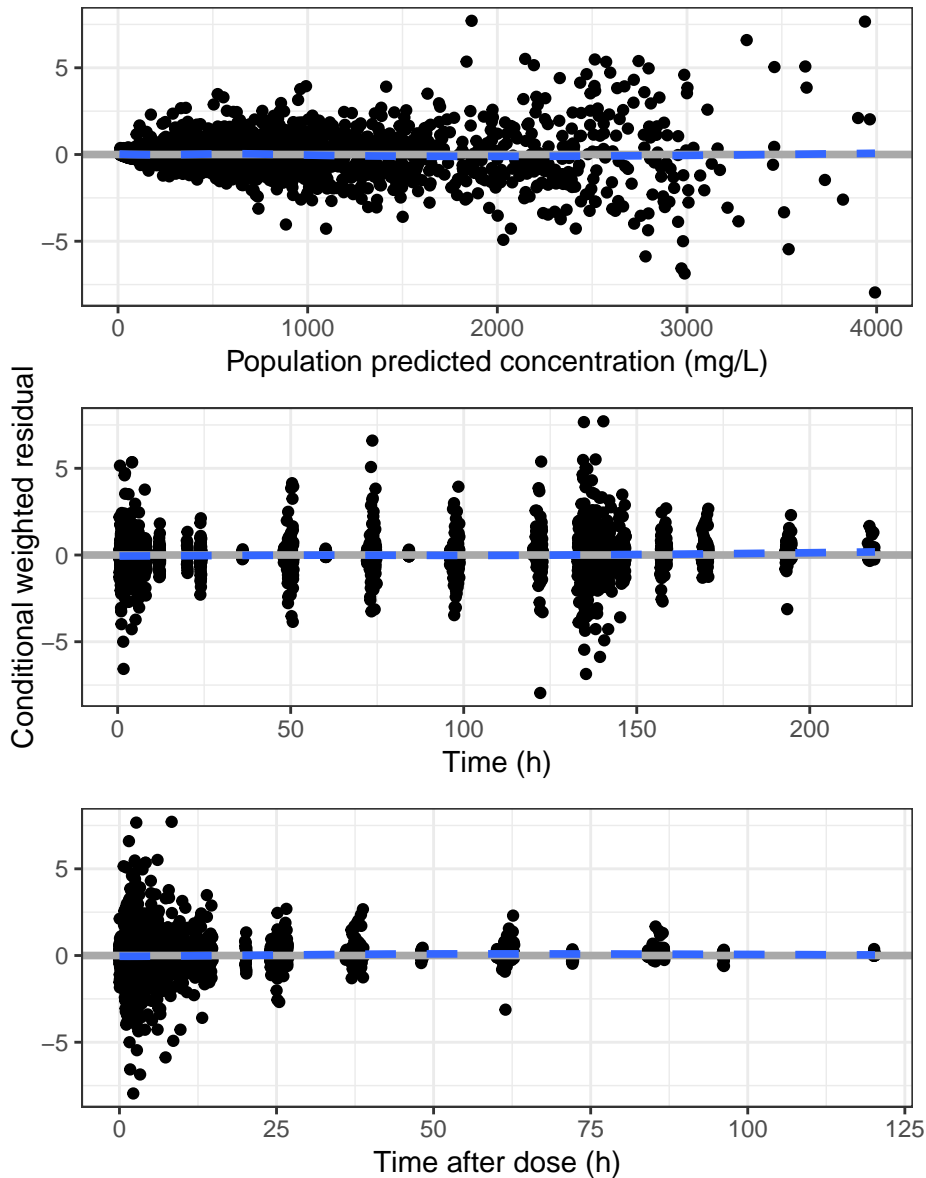 5
0
−5
0 1000 2000 3000 4000
Population predicted concentration (mg/L)
Conditional weighted residual
5
0
−5
0 50 100 150 200
Time (h)
5
0
−5
0 25 50 75 100 125
Time after dose (h)